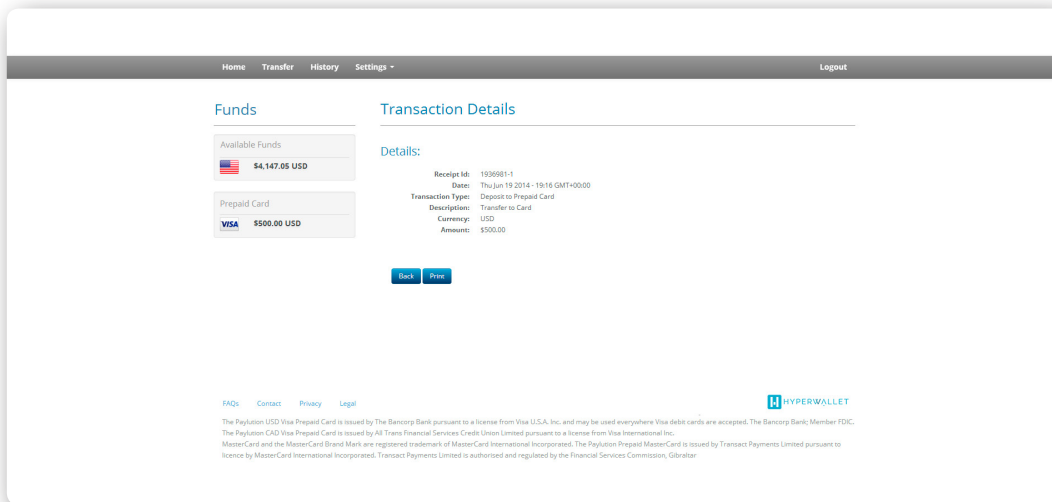 Home Transfer History Settings Logout
Funds
Available Funds
$4,147.05 USD
Prepaid Card
VISA $500.00 USD
Transaction Details
Details:
Receipt Id: 1936981-1
Date: Thu Jun 19 2014 - 19:16 GMT+00:00
Transaction Type: Deposit to Prepaid Card
Description: Transfer to Card
Currency: USD
Amount: $500.00
Back Print
FAQs Contact Privacy Legal
HYPERWALLET
The Paylution USD Visa Prepaid Card is issued by The Bancorp Bank pursuant to a license from Visa U.S.A. Inc. and may be used everywhere Visa debit cards are accepted. The Bancorp Bank; Member FDIC.
The Paylution CAD Visa Prepaid Card is issued by All Trans Financial Services Credit Union Limited pursuant to a license from Visa International Inc.
MasterCard and the MasterCard Brand Mark are registered trademark of MasterCard International Incorporated. The Paylution Prepaid MasterCard is issued by Transact Payments Limited pursuant to
licence by MasterCard International Incorporated. Transact Payments Limited is authorised and regulated by the Financial Services Commission, Gibraltar